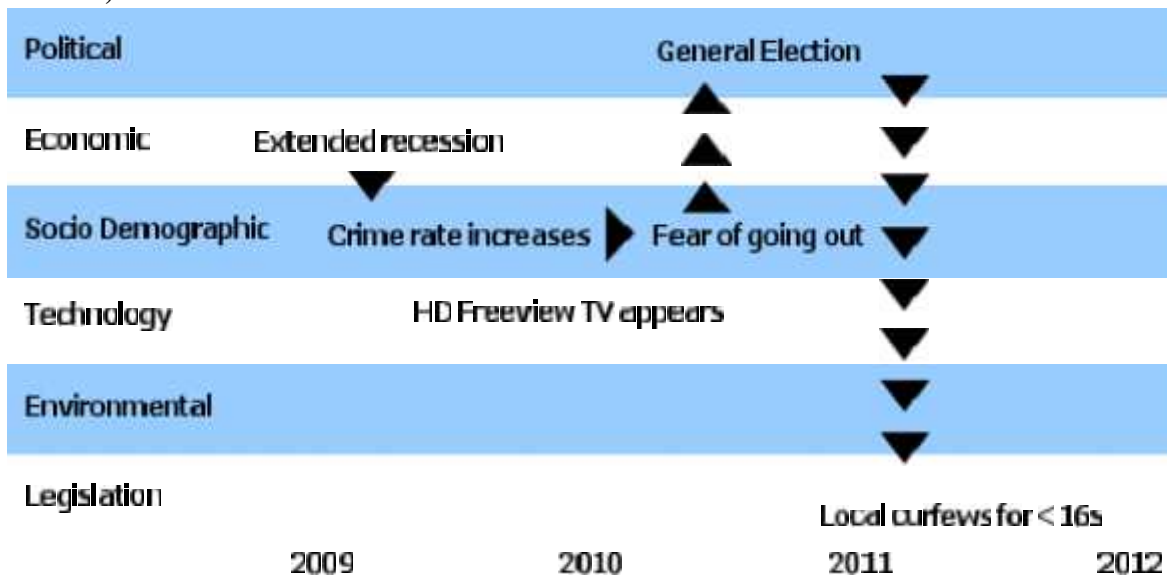 Political General Election
Economic Extended recession
Socio Demographic Crime rate increases Fear of going out
Technology HD Freeview TV appears
Environmental
Legislation
Local curfews for < 16s
2009 2010 2011 2012